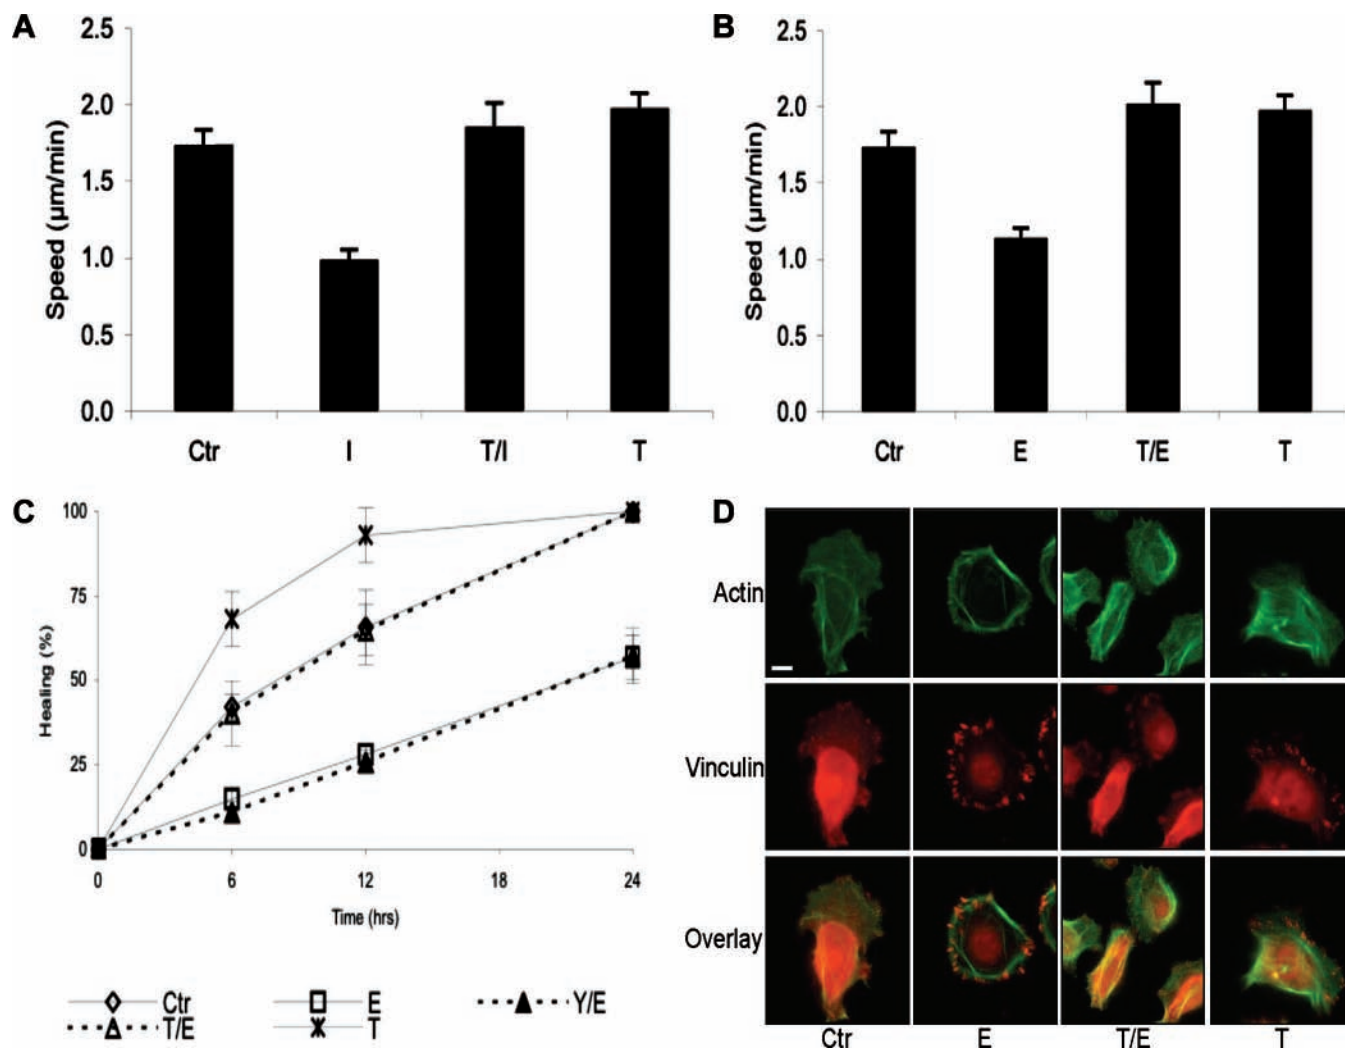 A
2.5
2.0
1.5
1.0
0.5
0.0
Speed (µm/min)
Ctr I T/I T
B
2.5
2.0
1.5
1.0
0.5
0.0
Speed (µm/min)
Ctr E T/E T
C
100
75
50
25
0
Healing (%)
0 6 12 18 24
Time (hrs)
Ctr E Y/E
T/E T
D
Actin
Vinculin
Overlay
Ctr E T/E T